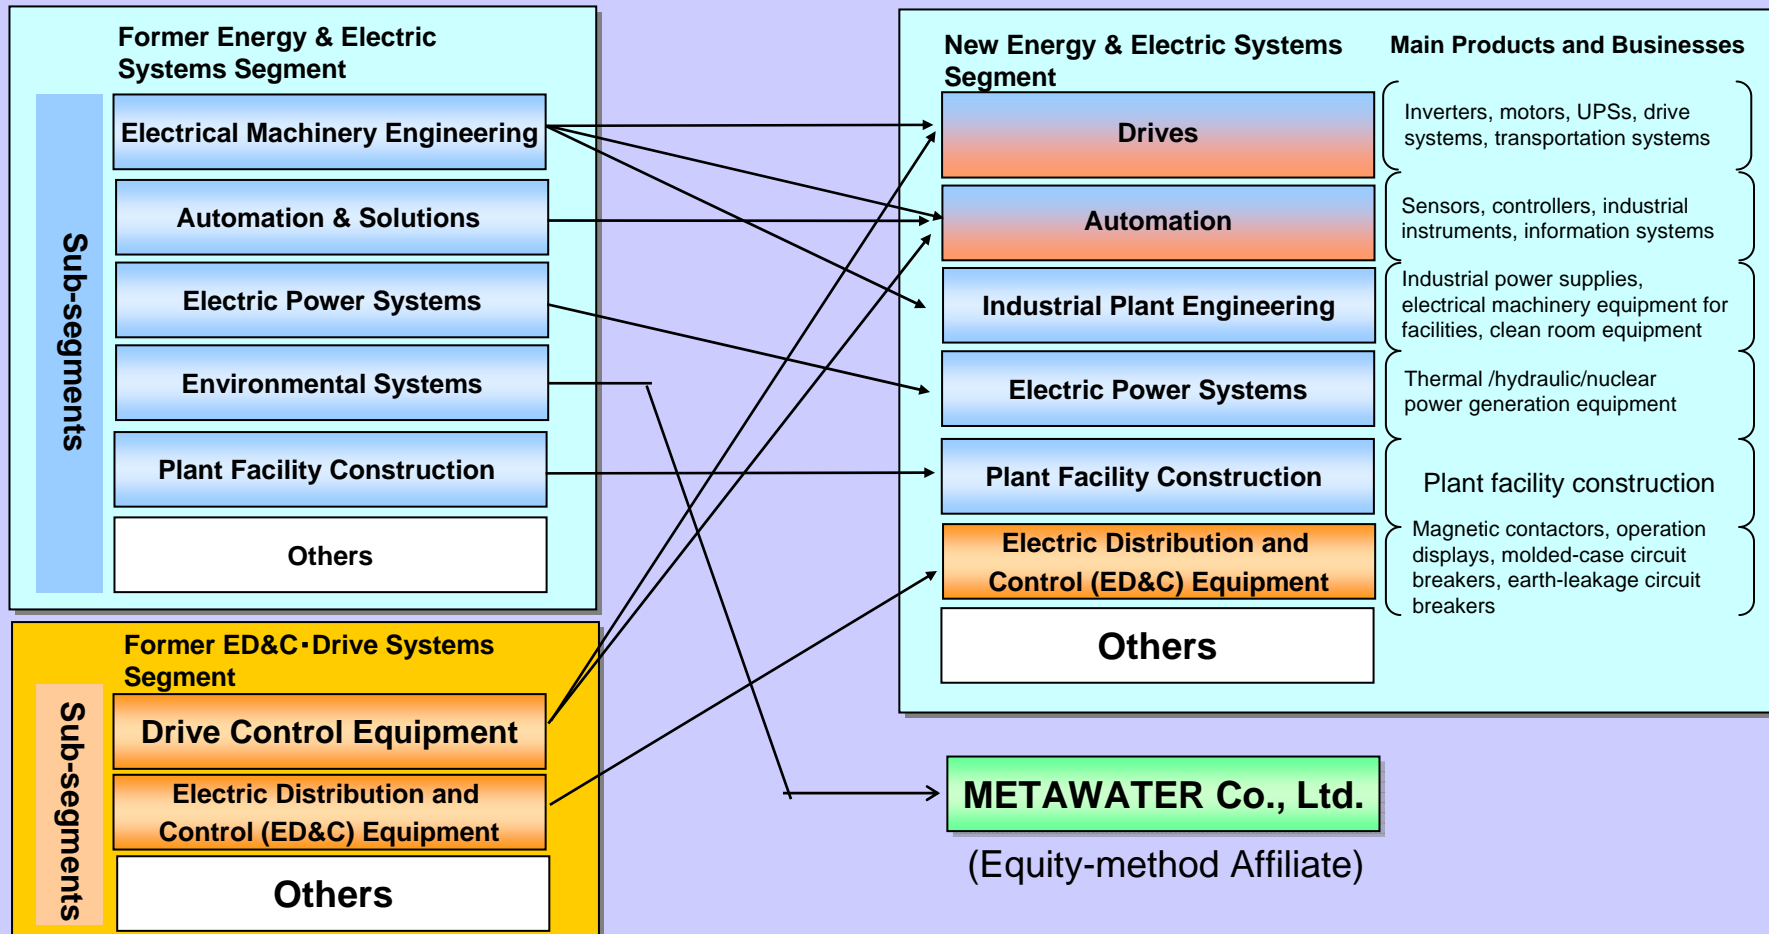 Former Energy & Electric
Systems Segment
Sub-segments
Electrical Machinery Engineering
Automation & Solutions
Electric Power Systems
Environmental Systems
Plant Facility Construction
Others
Former ED&C・Drive Systems
Segment
Sub-segments
Drive Control Equipment
Electric Distribution and
Control (ED&C) Equipment
Others
New Energy & Electric Systems
Segment
Main Products and Businesses
Drives
Inverters, motors, UPSs, drive
systems, transportation systems
Automation
Sensors, controllers, industrial
instruments, information systems
Industrial Plant Engineering
Industrial power supplies,
electrical machinery equipment for
facilities, clean room equipment
Electric Power Systems
Thermal /hydraulic/nuclear
power generation equipment
Plant Facility Construction
Plant facility construction
Electric Distribution and
Control (ED&C) Equipment
Magnetic contactors, operation
displays, molded-case circuit
breakers, earth-leakage circuit
breakers
Others
METAWATER Co., Ltd.
(Equity-method Affiliate)